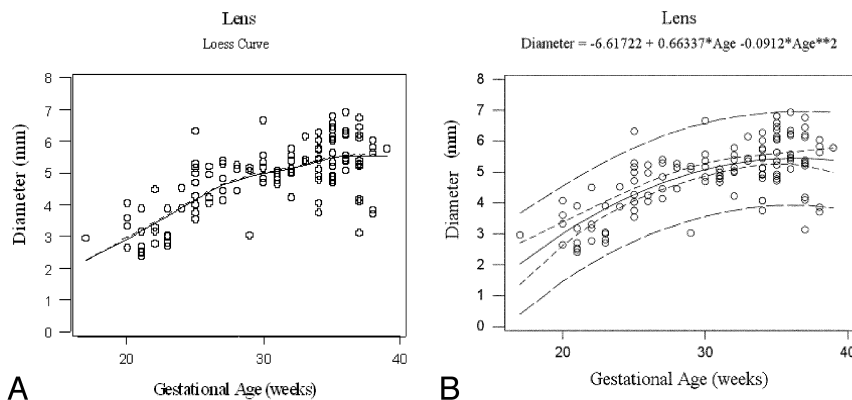 Lens
Loess Curve
8
7
6
5
4
3
2
1
0
Diameter (mm)
20
30
40
Gestational Age (weeks)
A
Lens
Diameter = -6.61722 + 0.66337*Age -0.0912*Age**2
8
7
6
5
4
3
2
1
0
Diameter (mm)
20
30
40
Gestational Age (weeks)
B